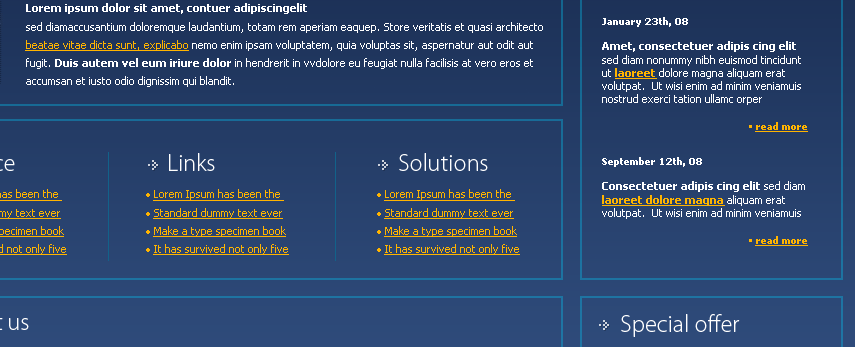 Lorem ipsum dolor sit amet, contuer adipiscingelit
sed diamaccusantium doloremque laudantium, totam rem aperiam eaquep. Store veritatis et quasi architecto
beatae vitae dicta sunt, explicabo nemo enim ipsam voluptatem, quia voluptas sit, aspernatur aut odit aut
fugit. Duis autem vel eum iriure dolor in hendrerit in vvdolore eu feugiat nulla facilisis at vero eros et
accumsan et iusto odio dignissim qui blandit.
ce
has been the
my text ever
specimen book
d not only five
Links
• Lorem Ipsum has been the
• Standard dummy text ever
• Make a type specimen book
• It has survived not only five
Solutions
• Lorem Ipsum has been the
• Standard dummy text ever
• Make a type specimen book
• It has survived not only five
t us
January 23th, 08
Amet, consectetuer adipis cing elit
sed diam nonummy nibh euismod tincidunt
ut laoreet dolore magna aliquam erat
volutpat. Ut wisi enim ad minim veniamuis
nostrud exerci tation ullamc orper
• read more
September 12th, 08
Consectetuer adipis cing elit sed diam
laoreet dolore magna aliquam erat
volutpat. Ut wisi enim ad minim veniamuis
• read more
Special offer